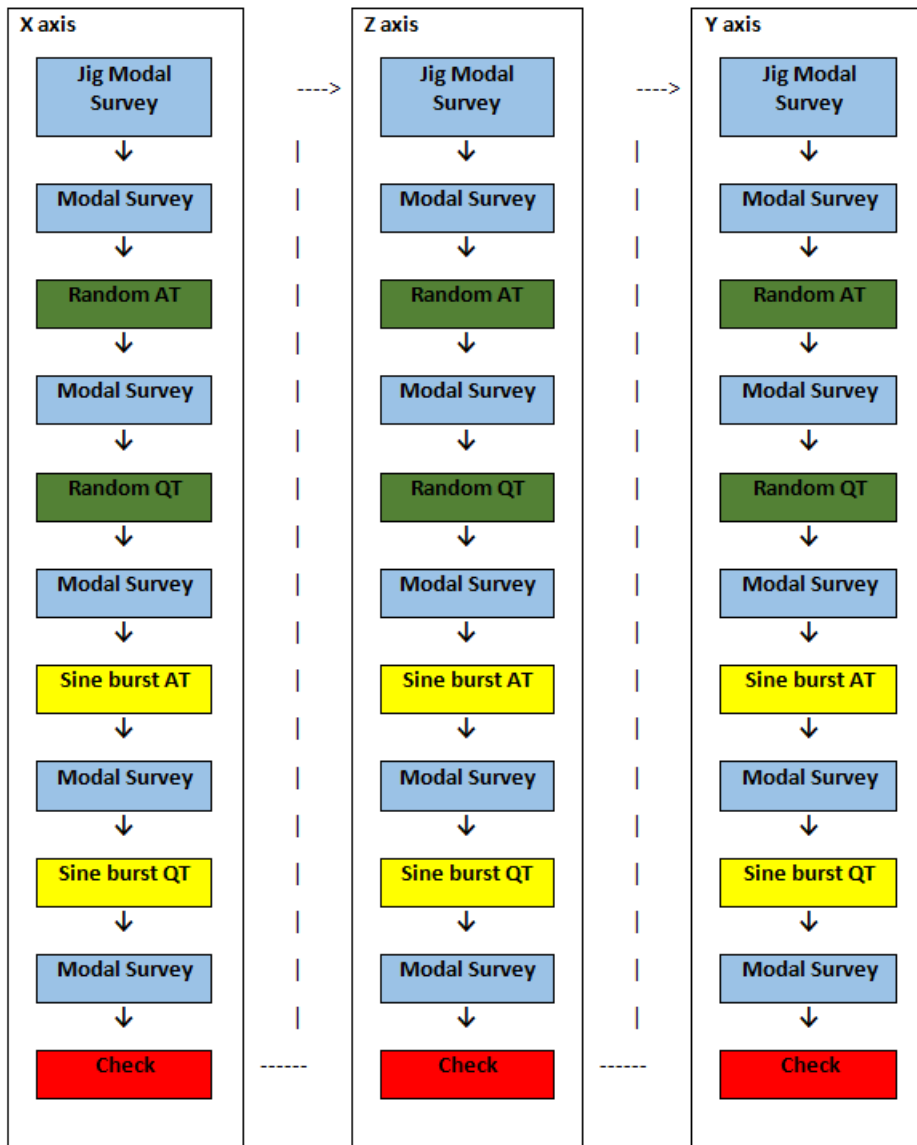 X axis
Jig Modal
Survey
Modal Survey
Random AT
Modal Survey
Random QT
Modal Survey
Sine burst AT
Modal Survey
Sine burst QT
Modal Survey
Check
Z axis
Jig Modal
Survey
Modal Survey
Random AT
Modal Survey
Random QT
Modal Survey
Sine burst AT
Modal Survey
Sine burst QT
Modal Survey
Check
Y axis
Jig Modal
Survey
Modal Survey
Random AT
Modal Survey
Random QT
Modal Survey
Sine burst AT
Modal Survey
Sine burst QT
Modal Survey
Check